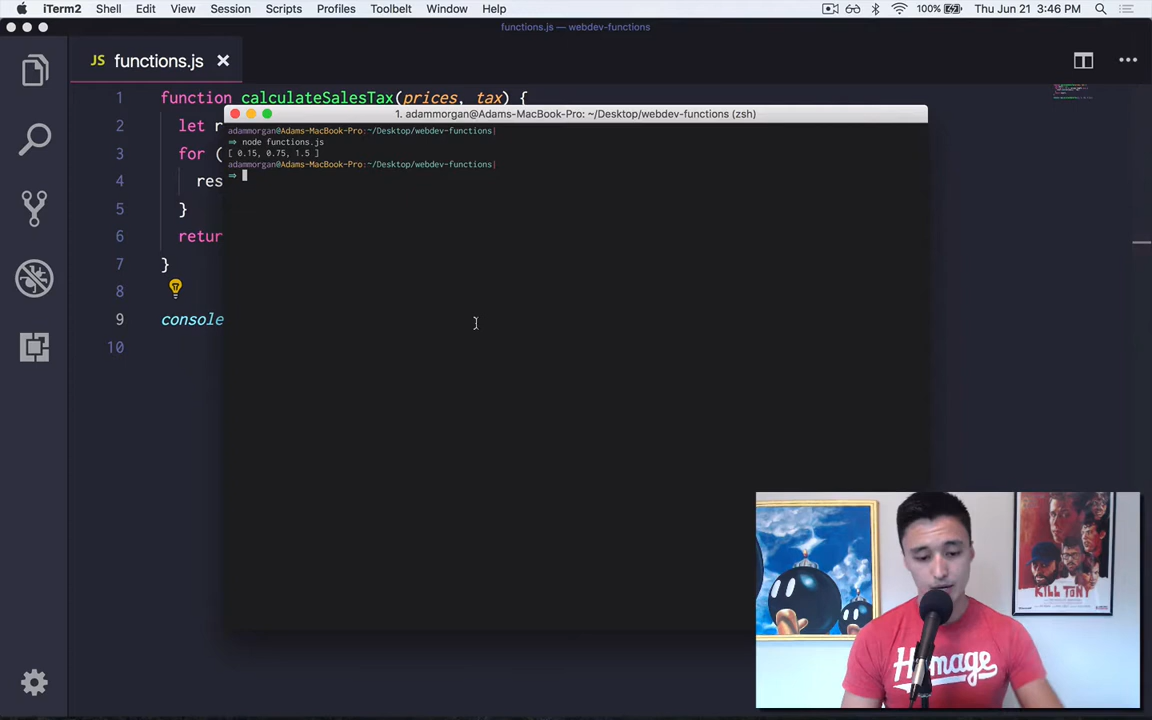 iTerm2 Shell Edit View Session Scripts Profiles Toolbelt Window Help 100% Thu Jun 21 3:46 PM
functions.js — webdev-functions
JS functions.js
1 function calculateSalesTax(prices, tax) {
1. adammorgan@Adams-MacBook-Pro: ~/Desktop/webdev-functions (zsh)
2 let r
3 for (
4 res
5 }
6 retur
7 }
8
9 console
10
adammorgan@Adams-MacBook-Pro:~/Desktop/webdev-functions|
⇒ node functions.js
[ 0.15, 0.75, 1.5 ]
adammorgan@Adams-MacBook-Pro:~/Desktop/webdev-functions|
⇒
KILL TONY
Homage